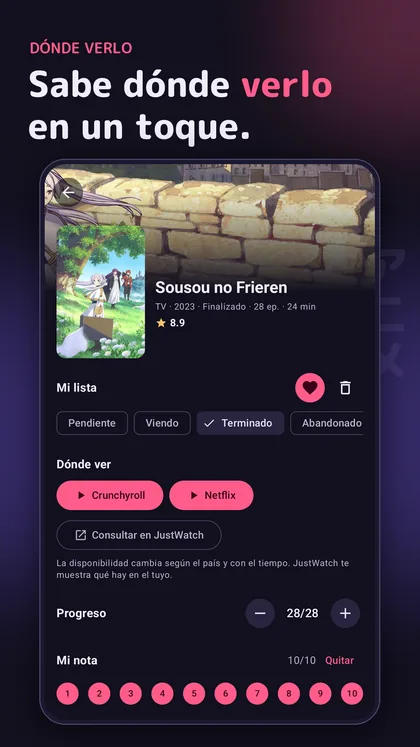 DÓNDE VERLO
Sabe dónde verlo
en un toque.
Sousou no Frieren
TV · 2023 · Finalizado · 28 ep. · 24 min
8.9
Mi lista
Pendiente Viendo Terminado Abandonado
Dónde ver
Crunchyroll Netflix
Consultar en JustWatch
La disponibilidad cambia según el país y con el tiempo. JustWatch te
muestra qué hay en el tuyo.
Progreso 28/28
Mi nota 10/10 Quitar
1 2 3 4 5 6 7 8 9 10